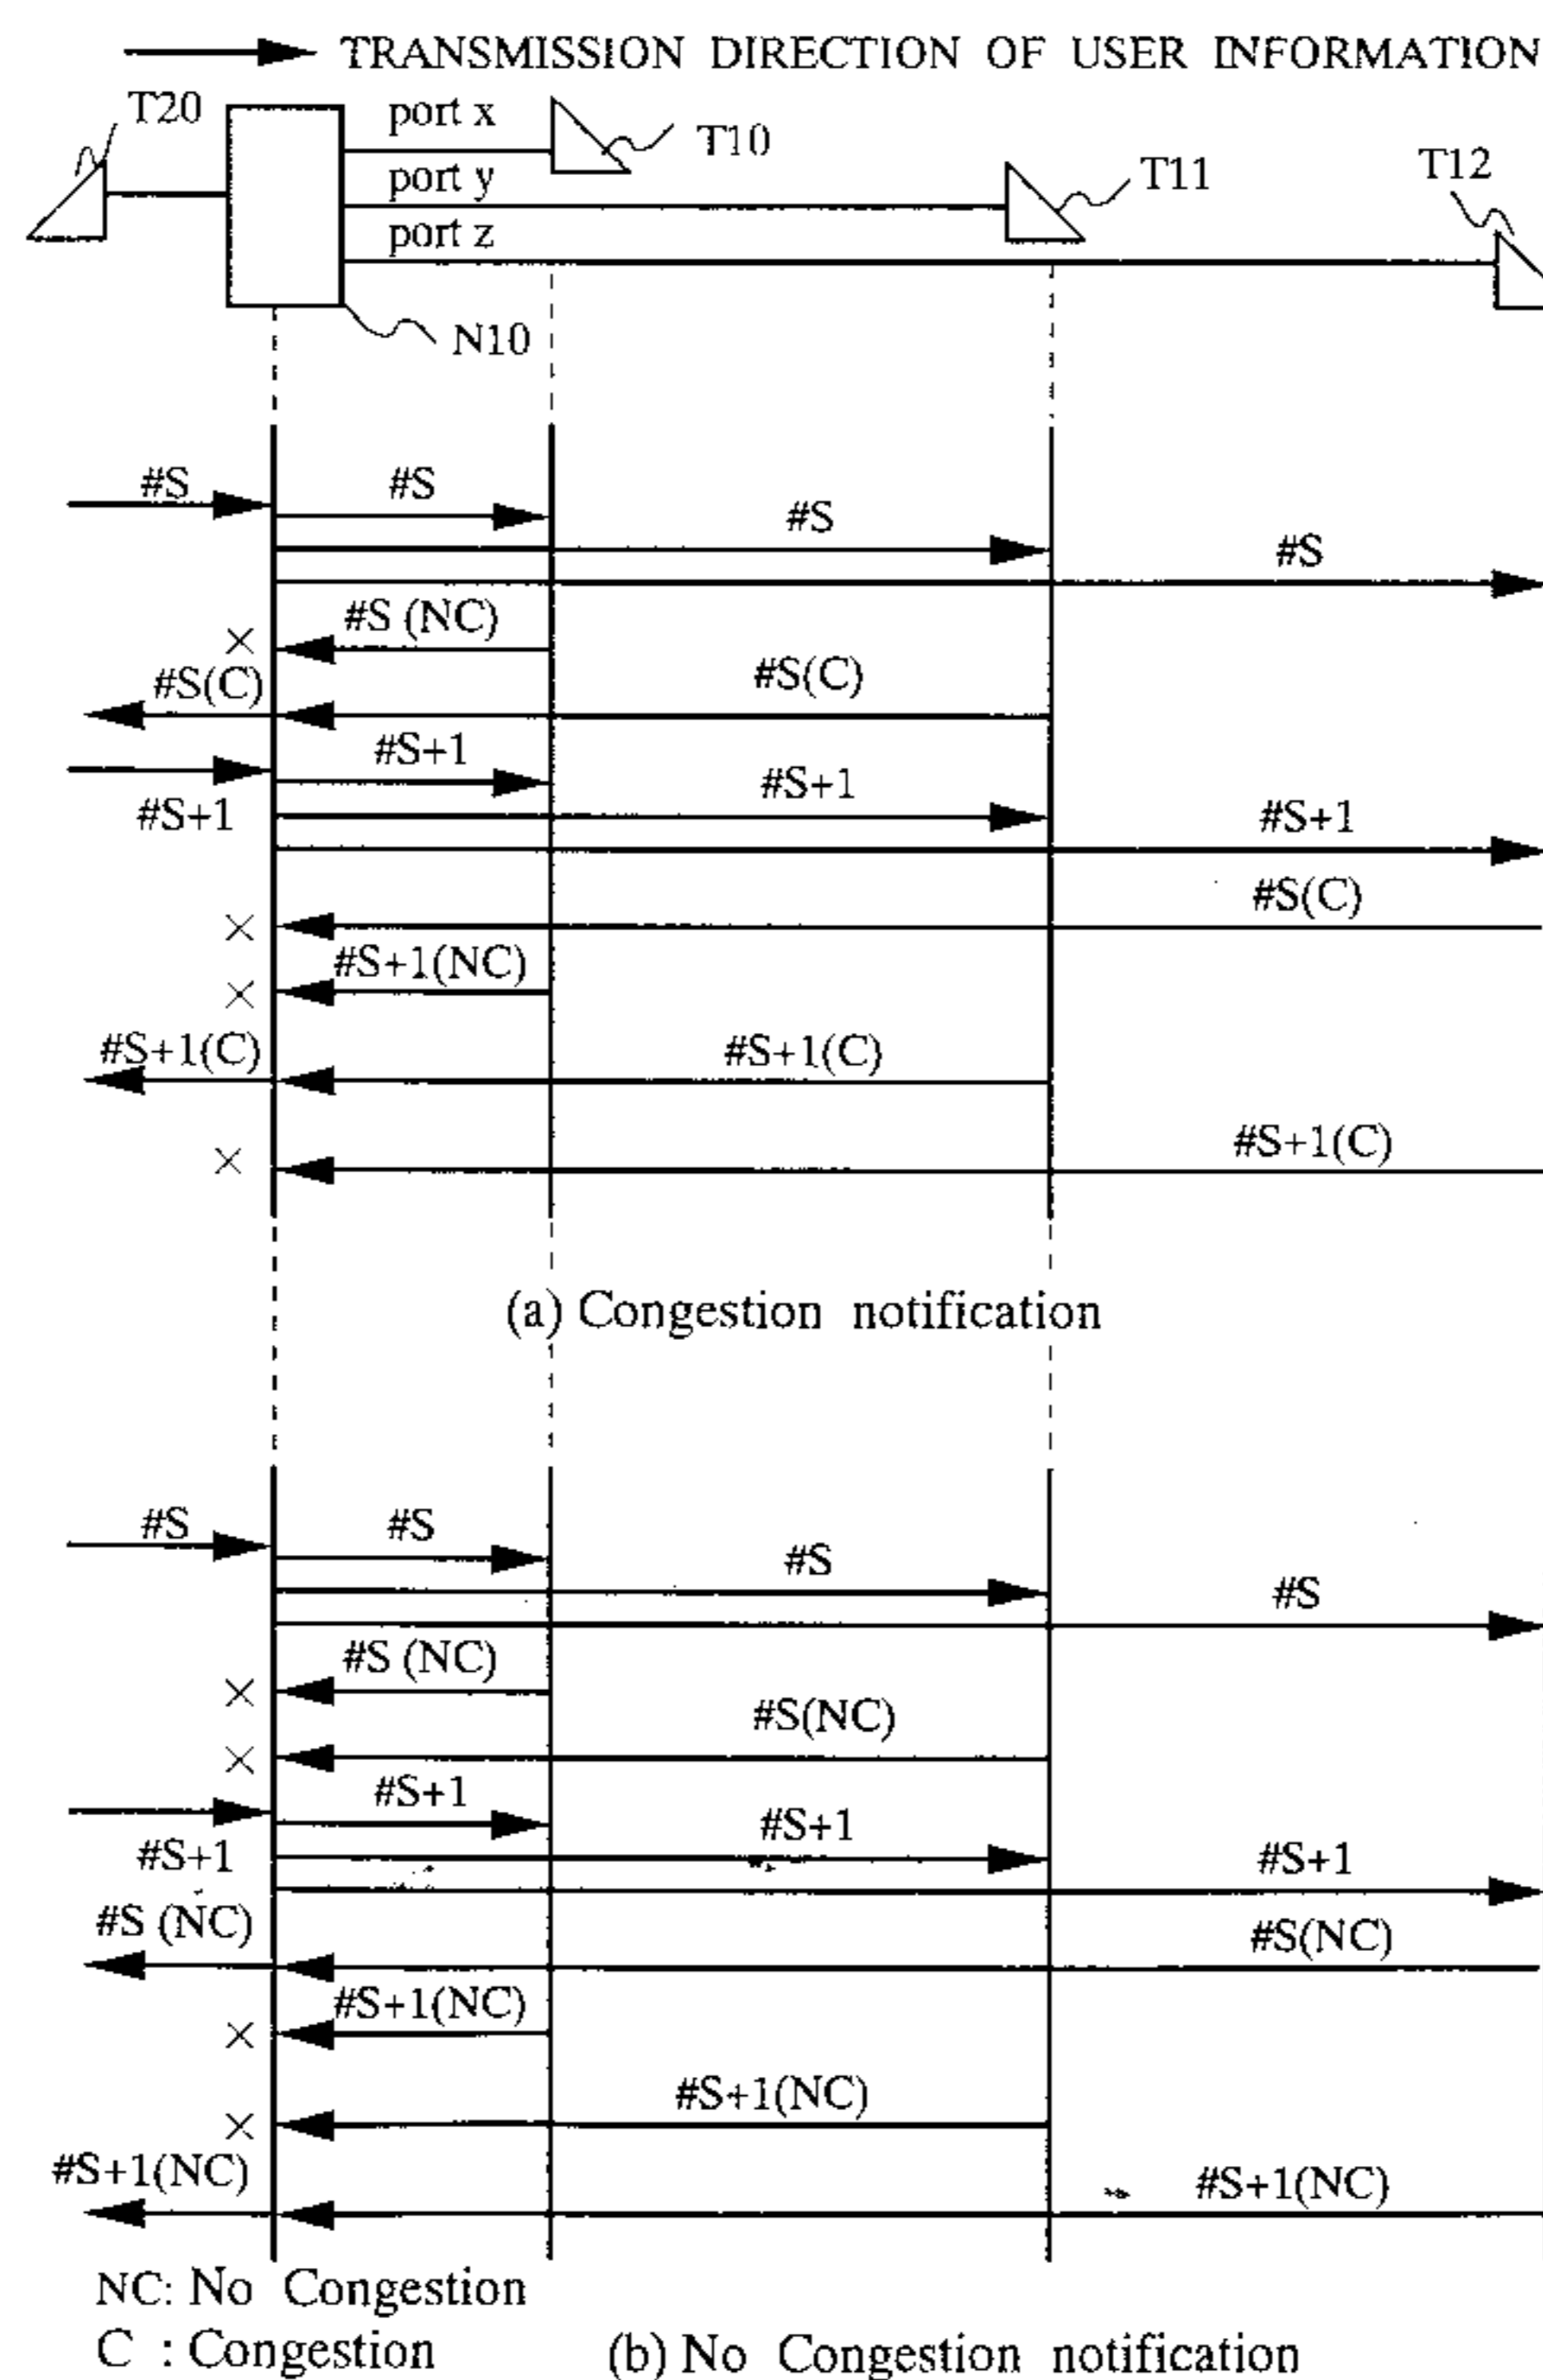 TRANSMISSION DIRECTION OF USER INFORMATION
T20
port x
T10
port y
T11
T12
port z
N10
#S
#S
#S
#S
× #S (NC)
#S(C)
#S(C)
#S+1
#S+1
#S+1
#S+1
#S(C)
×
#S+1(NC)
×
#S+1(C)
#S+1(C)
#S+1(C)
×
(a) Congestion notification
#S
#S
#S
#S
#S (NC)
×
#S(NC)
×
#S+1
#S+1
#S+1
#S+1
#S (NC)
#S(NC)
#S+1(NC)
×
#S+1(NC)
×
#S+1(NC)
#S+1(NC)
NC: No Congestion
C : Congestion
(b) No Congestion notification